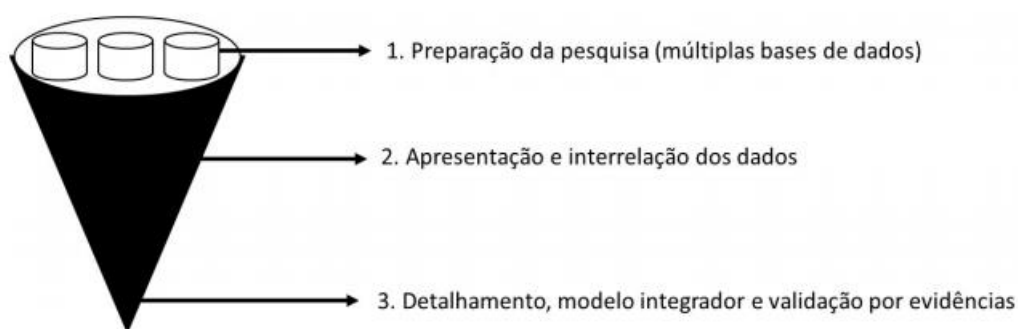 1. Preparação da pesquisa (múltiplas bases de dados)
2. Apresentação e interrelação dos dados
3. Detalhamento, modelo integrador e validação por evidências